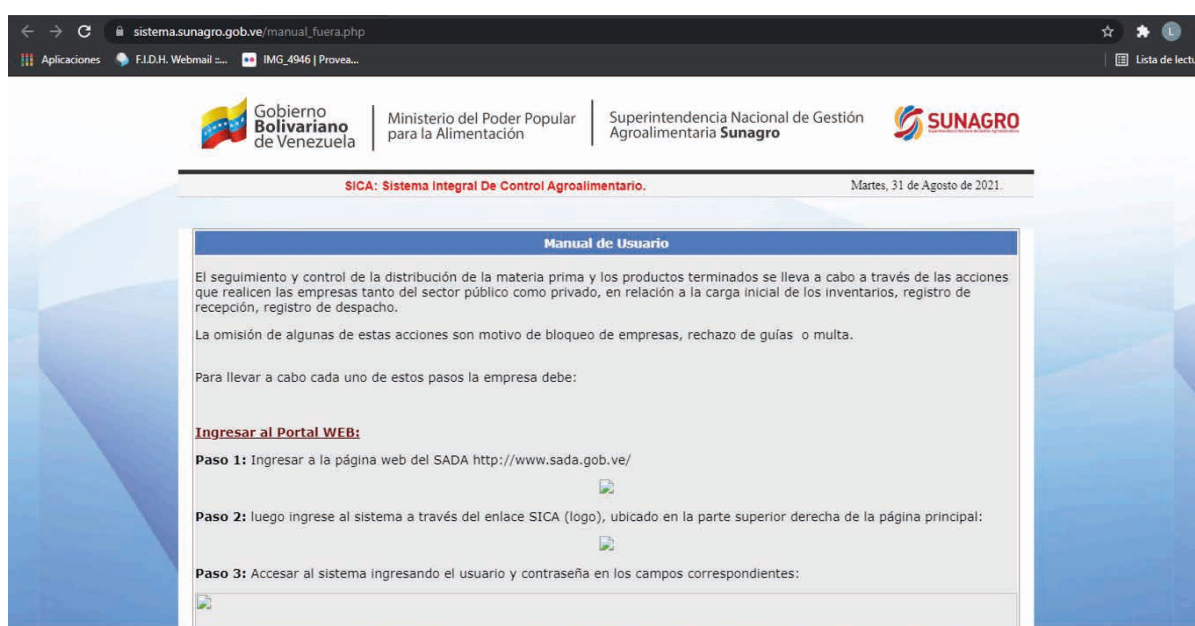 sistema.sunagro.gob.ve/manual_fuera.php
L
Aplicaciones F.I.D.H. Webmail ::... IMG_4946 | Provea... Lista de lectu
Gobierno
Bolivariano
de Venezuela
Ministerio del Poder Popular
para la Alimentación
Superintendencia Nacional de Gestión
Agroalimentaria Sunagro
SUNAGRO
SICA: Sistema Integral De Control Agroalimentario. Martes, 31 de Agosto de 2021.
Manual de Usuario
El seguimiento y control de la distribución de la materia prima y los productos terminados se lleva a cabo a través de las acciones
que realicen las empresas tanto del sector público como privado, en relación a la carga inicial de los inventarios, registro de
recepción, registro de despacho.
La omisión de algunas de estas acciones son motivo de bloqueo de empresas, rechazo de guías o multa.
Para llevar a cabo cada uno de estos pasos la empresa debe:
Ingresar al Portal WEB:
Paso 1: Ingresar a la página web del SADA http://www.sada.gob.ve/
Paso 2: luego ingrese al sistema a través del enlace SICA (logo), ubicado en la parte superior derecha de la página principal:
Paso 3: Accesar al sistema ingresando el usuario y contraseña en los campos correspondientes: